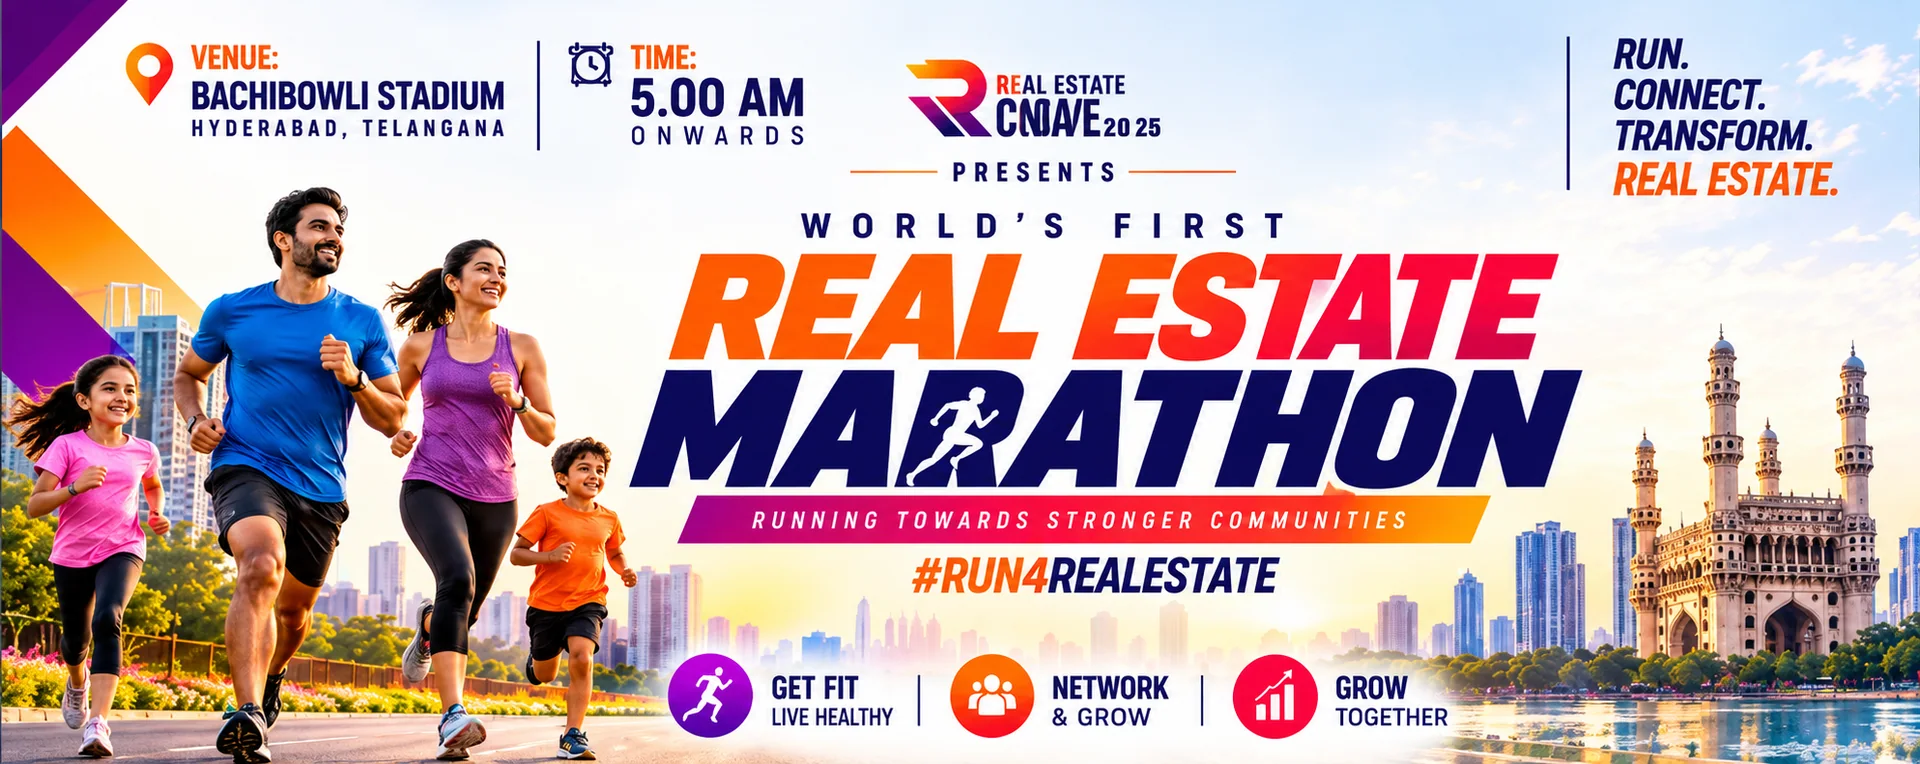 VENUE:
BACHIBOWLI STADIUM
HYDERABAD, TELANGANA
TIME:
5.00 AM
ONWARDS
REAL ESTATE
2025
PRESENTS
RUN.
CONNECT.
TRANSFORM.
REAL ESTATE.
WORLD'S FIRST
REAL ESTATE
MARATHON
RUNNING TOWARDS STRONGER COMMUNITIES
#RUN4REALESTATE
GET FIT
LIVE HEALTHY
NETWORK
& GROW
GROW
TOGETHER